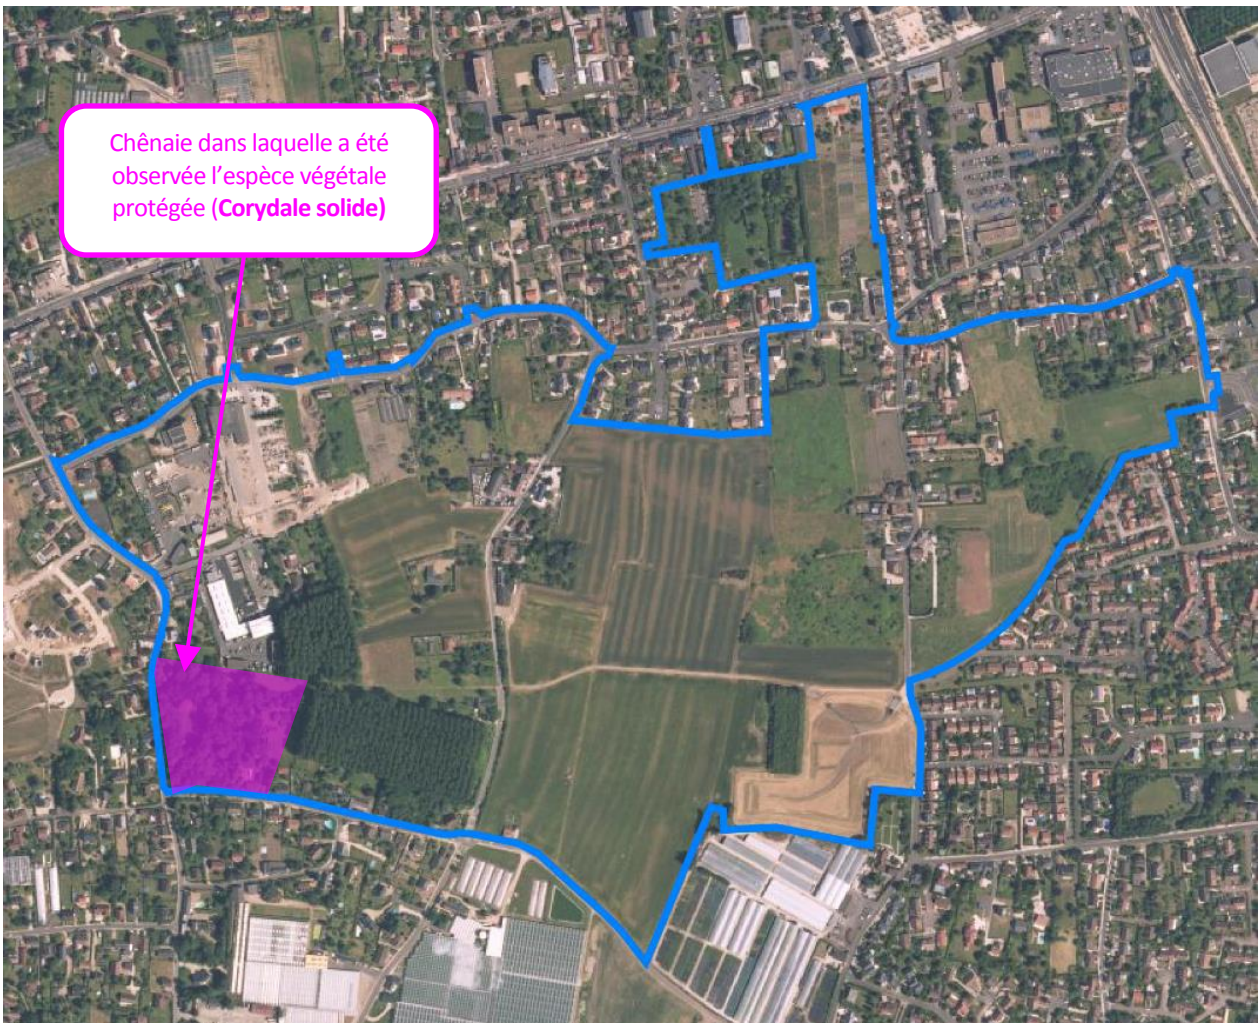 Chênaie dans laquelle a été
observée l’espèce végétale
protégée (Corydale solide)